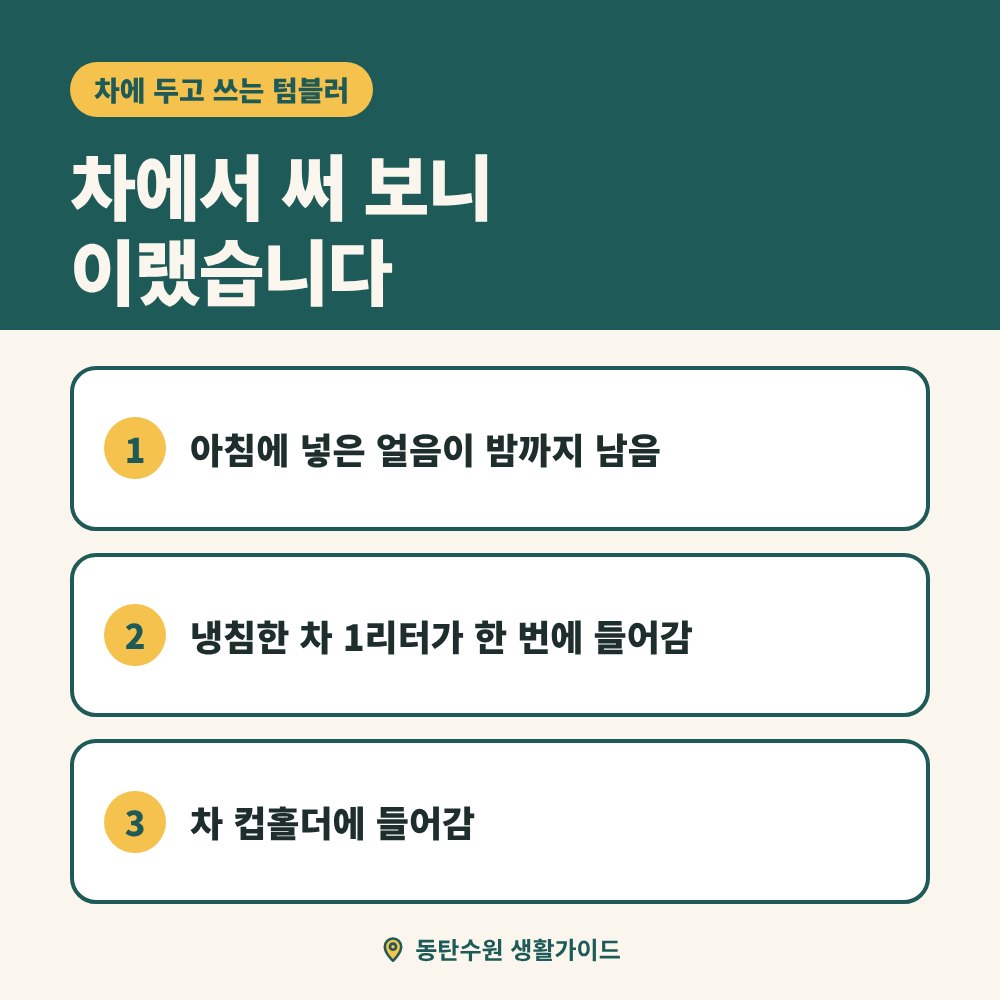 차에 두고 쓰는 텀블러
차에서 써 보니
이랬습니다
1 아침에 넣은 얼음이 밤까지 남음
2 냉침한 차 1리터가 한 번에 들어감
3 차 컵홀더에 들어감
동탄수원 생활가이드